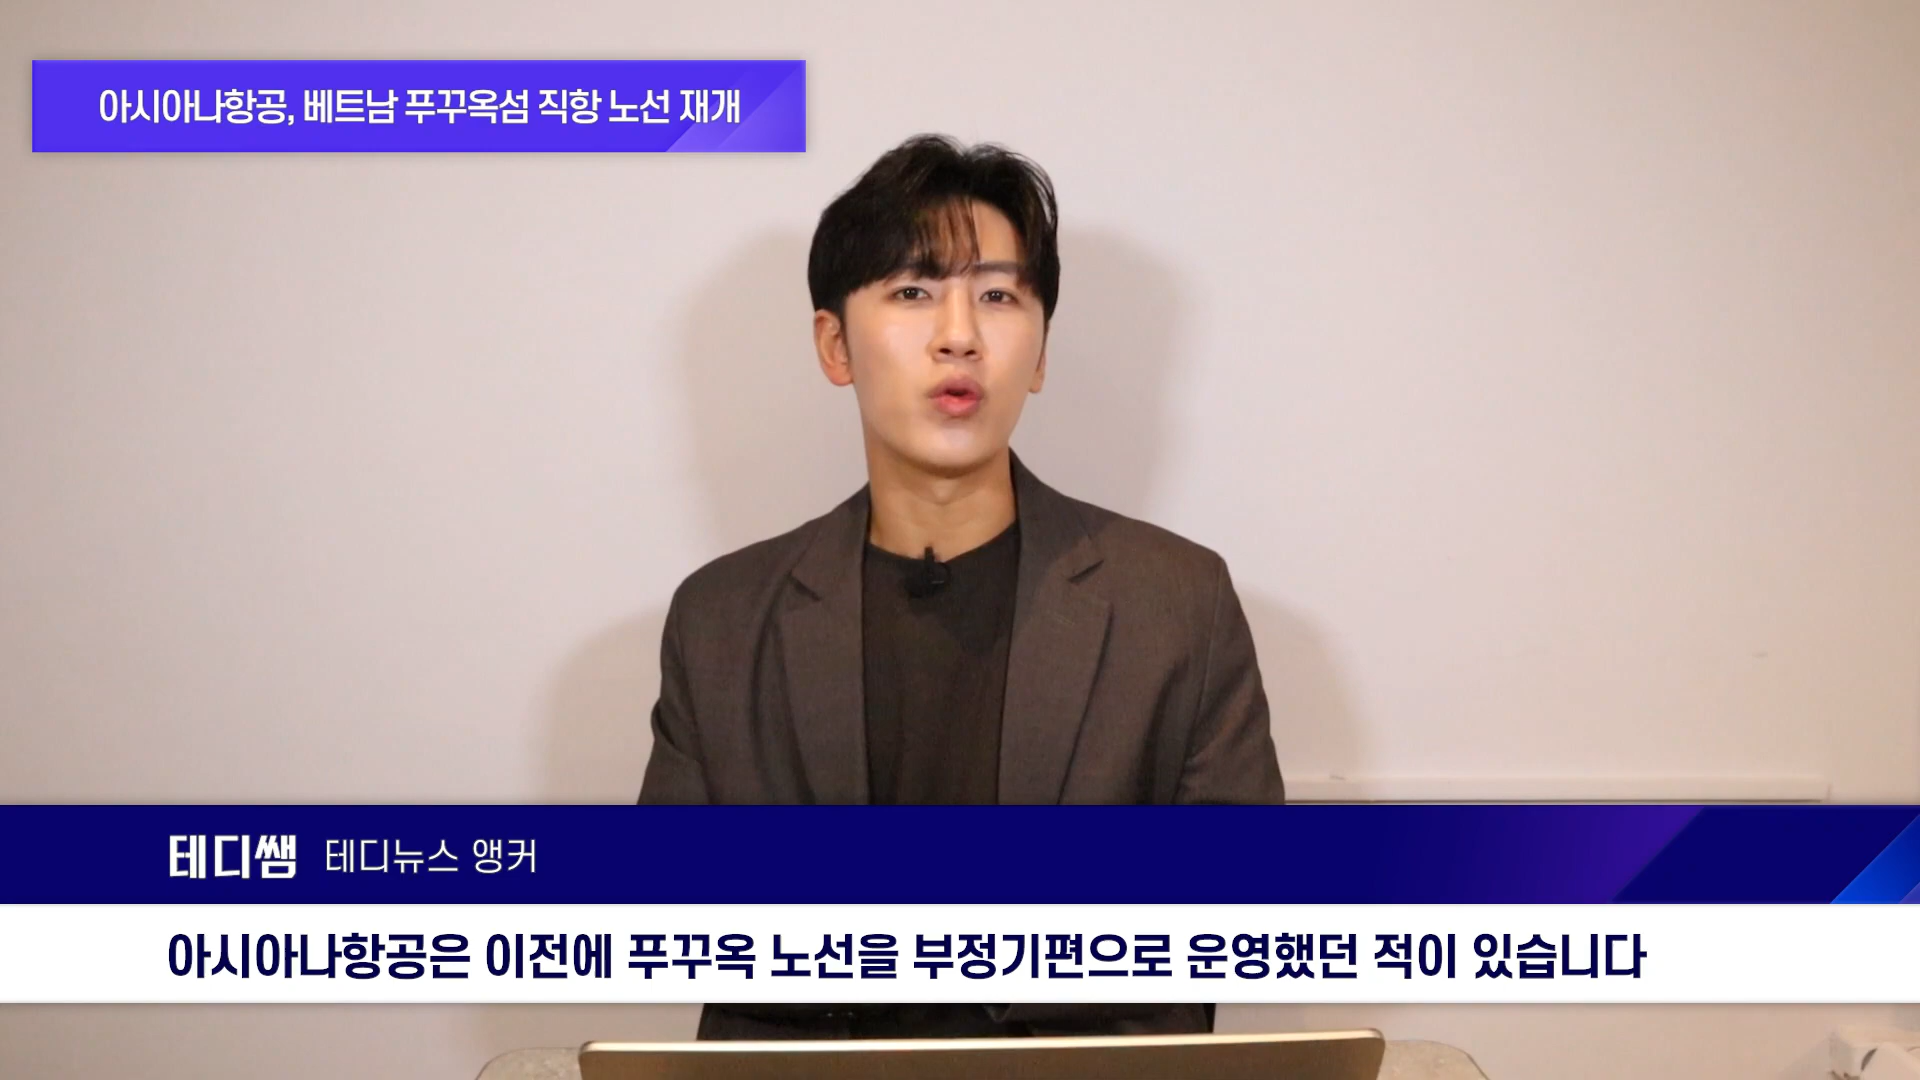 아시아나항공, 베트남 푸꾸옥섬 직항 노선 재개
테디쌤 테디뉴스 앵커
아시아나항공은 이전에 푸꾸옥 노선을 부정기편으로 운영했던 적이 있습니다